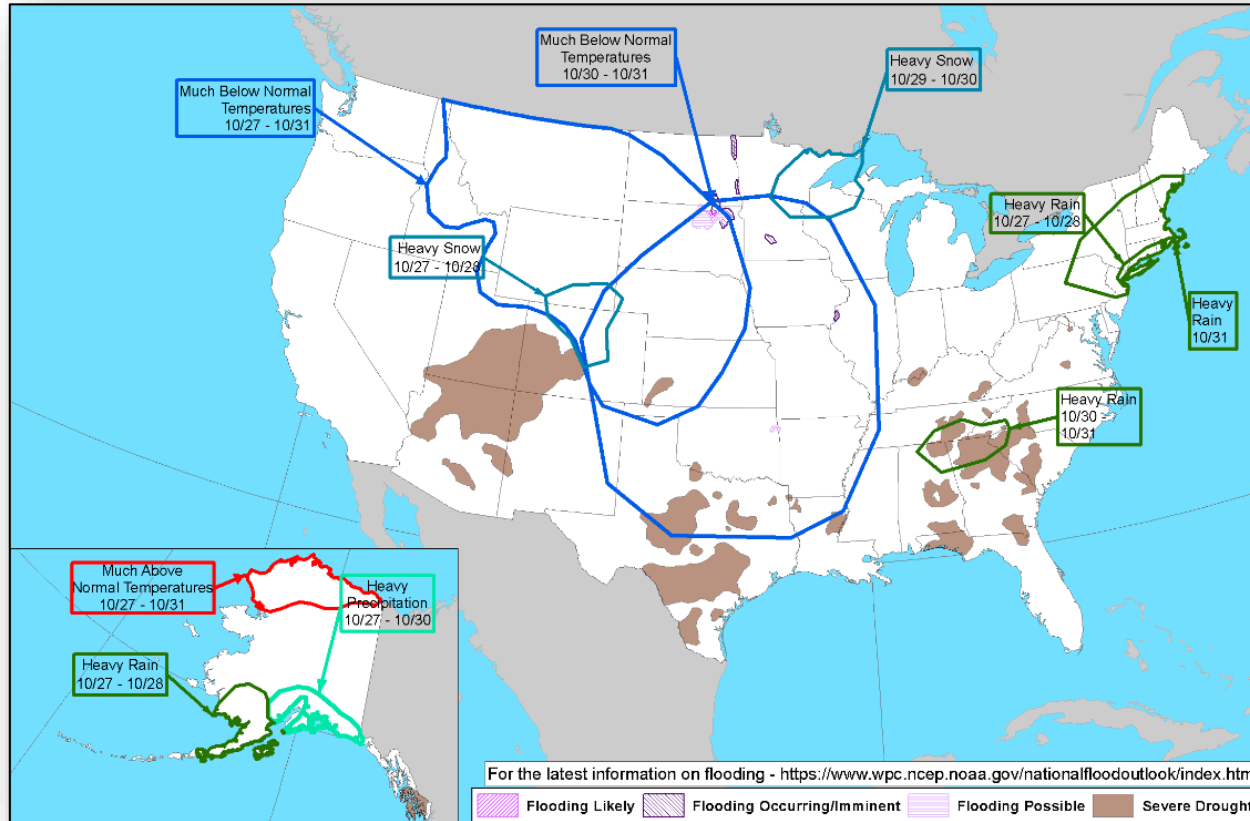 Much Below Normal
Temperatures
10/30 - 10/31
Heavy Snow
10/29 - 10/30
Much Below Normal
Temperatures
10/27 - 10/31
Heavy Rain
10/27 - 10/28
Heavy Snow
10/27 - 10/28
Heavy
Rain
10/31
Heavy Rain
10/30 -
10/31
Much Above
Normal Temperatures
10/27 - 10/31
Heavy
Precipitation
10/27 - 10/30
Heavy Rain
10/27 - 10/28
For the latest information on flooding - https://www.wpc.ncep.noaa.gov/nationalfloodoutlook/index.htm
Flooding Likely
Flooding Occurring/Imminent
Flooding Possible
Severe Drought